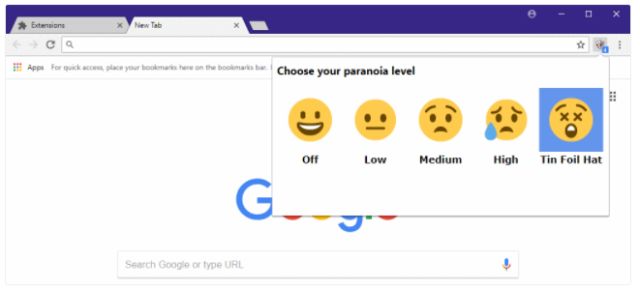 Extensions
New Tab
Apps For quick access, place your bookmarks here on the bookmarks bar.
Choose your paranoia level
Off Low Medium High Tin Foil Hat
Search Google or type URL